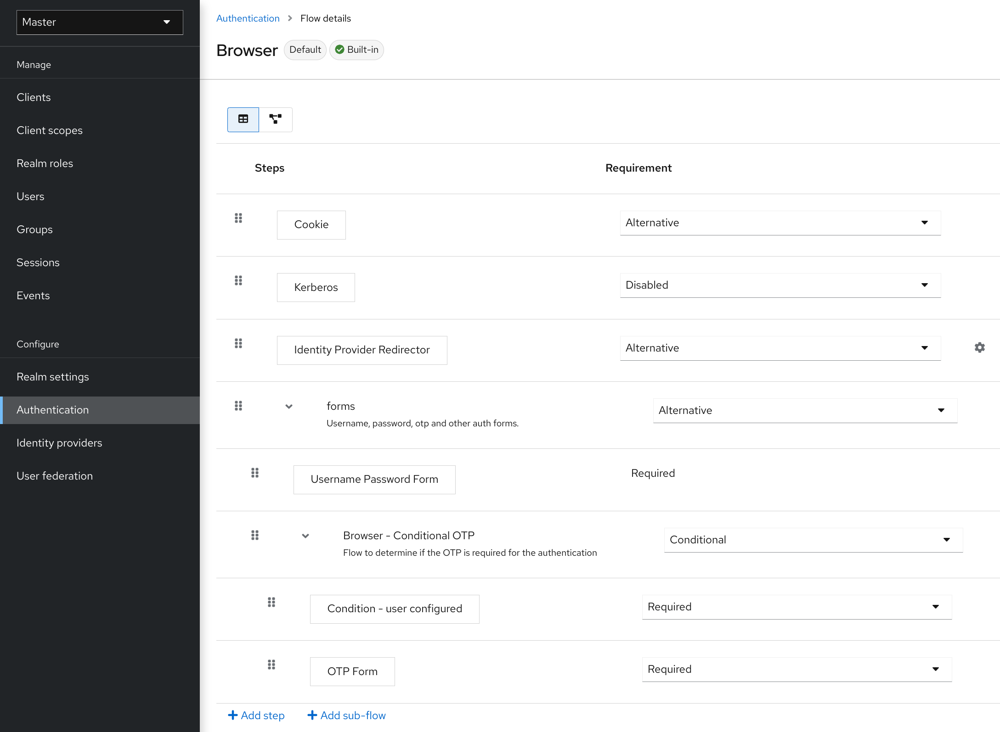 Master
Manage
Clients
Client scopes
Realm roles
Users
Groups
Sessions
Events
Configure
Realm settings
Authentication
Identity providers
User federation
Authentication Flow details
Browser Default Built-in
Steps Requirement
Cookie Alternative
Kerberos Disabled
Identity Provider Redirector Alternative
forms Alternative
Username, password, otp and other auth forms.
Username Password Form Required
Browser - Conditional OTP Conditional
Flow to determine if the OTP is required for the authentication
Condition - user configured Required
OTP Form Required
Add step Add sub-flow